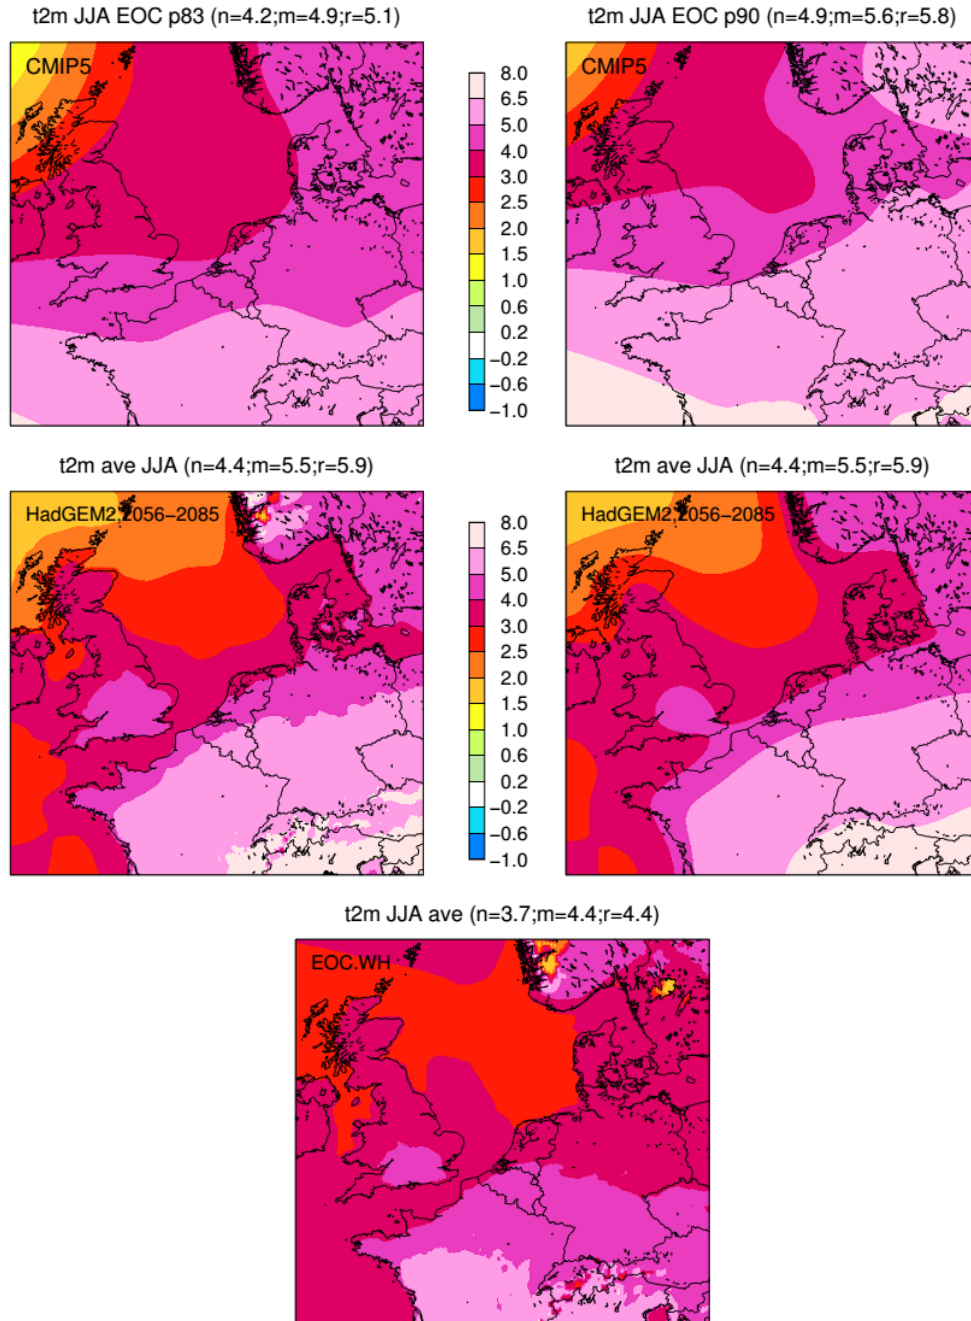 t2m JJA EOC p83 (n=4.2;m=4.9;r=5.1)
t2m JJA EOC p90 (n=4.9;m=5.6;r=5.8)
CMIP5
8.0
6.5
5.0
4.0
3.0
2.5
2.0
1.5
1.0
0.6
0.2
−0.2
−0.6
−1.0
CMIP5
t2m ave JJA (n=4.4;m=5.5;r=5.9)
t2m ave JJA (n=4.4;m=5.5;r=5.9)
HadGEM2,2056−2085
8.0
6.5
5.0
4.0
3.0
2.5
2.0
1.5
1.0
0.6
0.2
−0.2
−0.6
−1.0
HadGEM2,2056−2085
t2m JJA ave (n=3.7;m=4.4;r=4.4)
EOC.WH